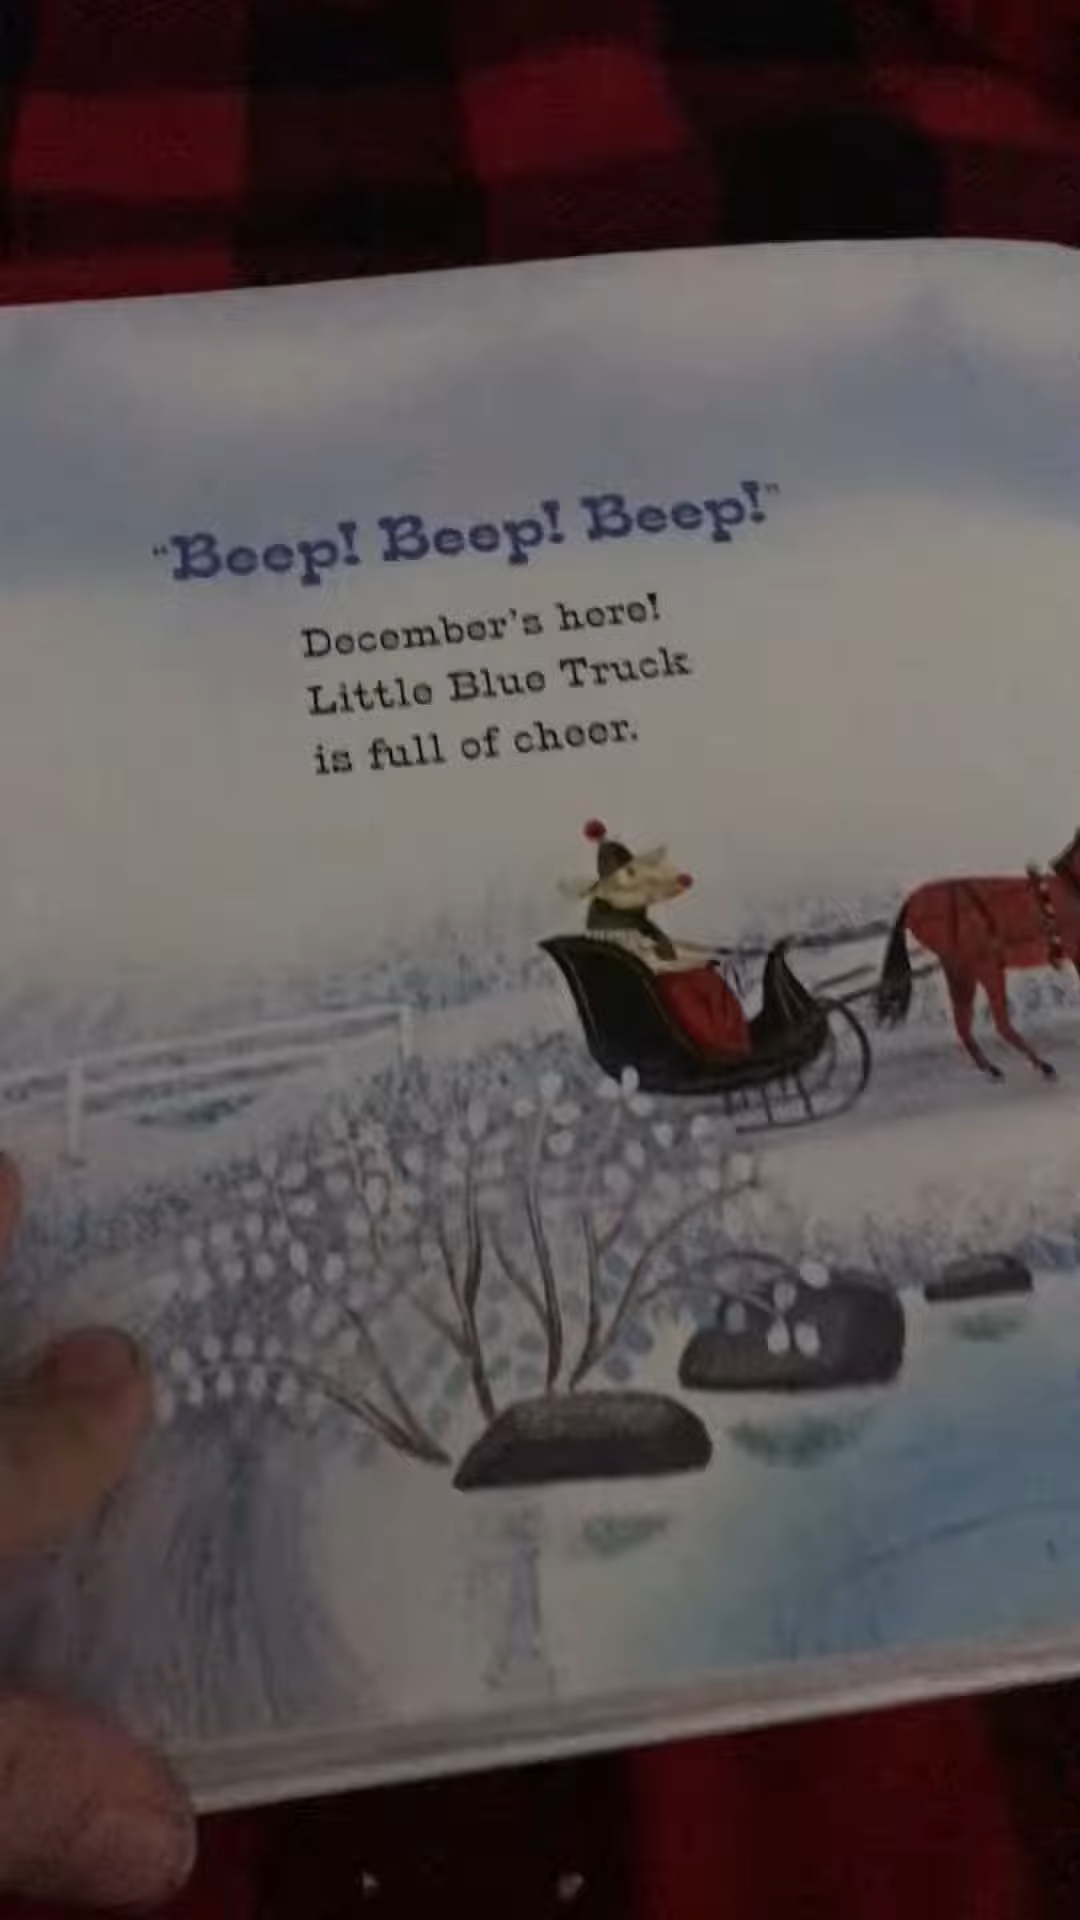 “Beep! Beep! Beep!”
December’s here!
Little Blue Truck
is full of cheer.